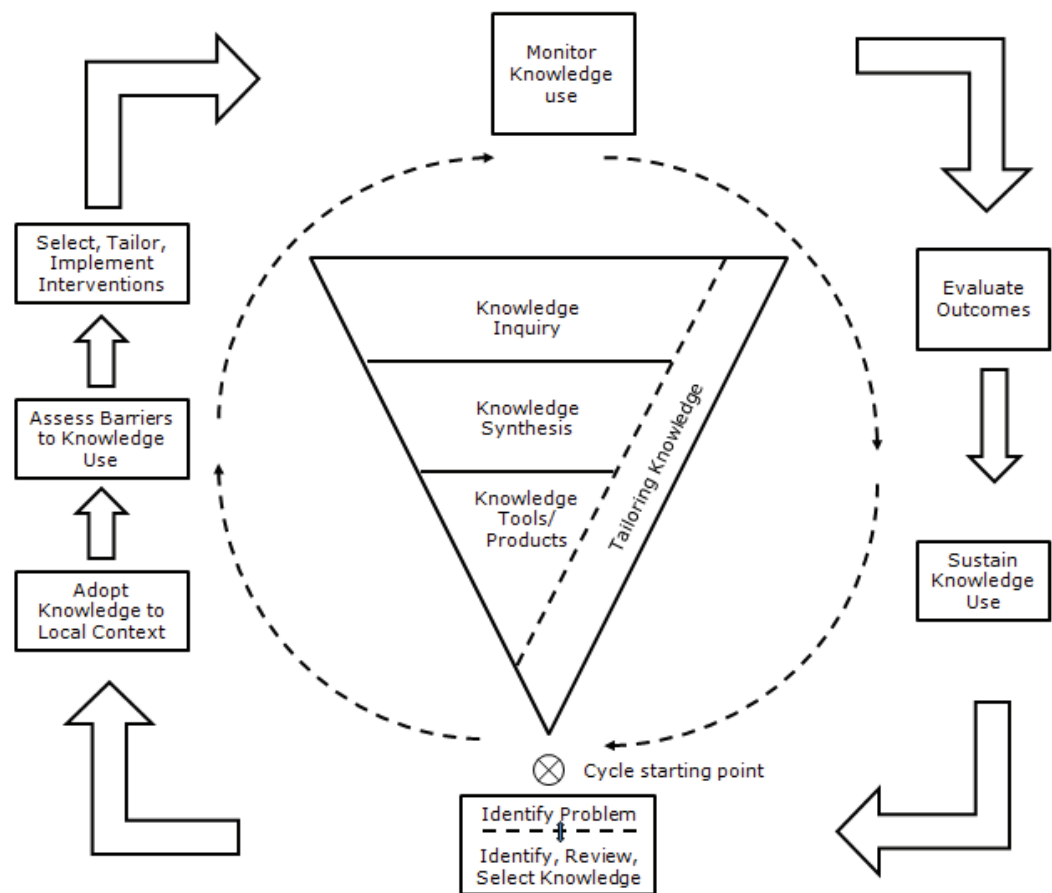 Monitor
Knowledge
use
Select, Tailor,
Implement
Interventions
Evaluate
Outcomes
Knowledge
Inquiry
Assess Barriers
to Knowledge
Use
Knowledge
Synthesis
Tailoring Knowledge
Knowledge
Tools/
Products
Adopt
Knowledge to
Local Context
Sustain
Knowledge
Use
Cycle starting point
Identify Problem
Identify, Review,
Select Knowledge